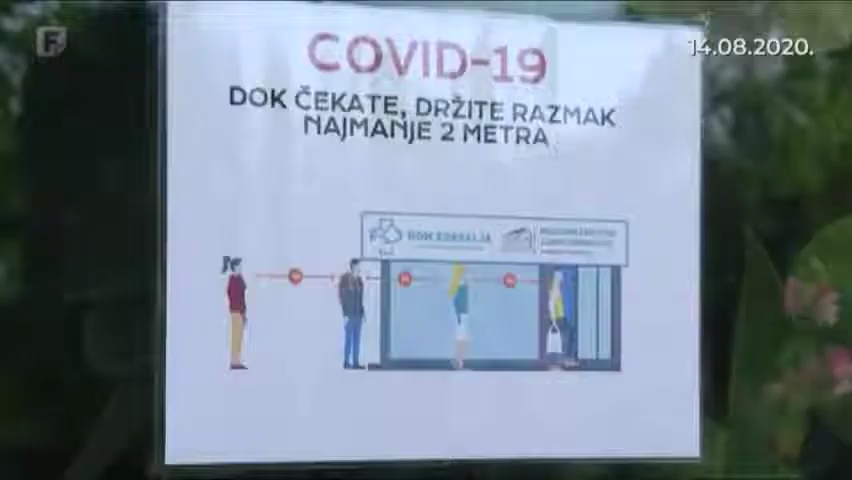 F
14.08.2020.
COVID-19
DOK ČEKATE, DRŽITE RAZMAK
NAJMANJE 2 METRA
DOM ZDRAVLJA